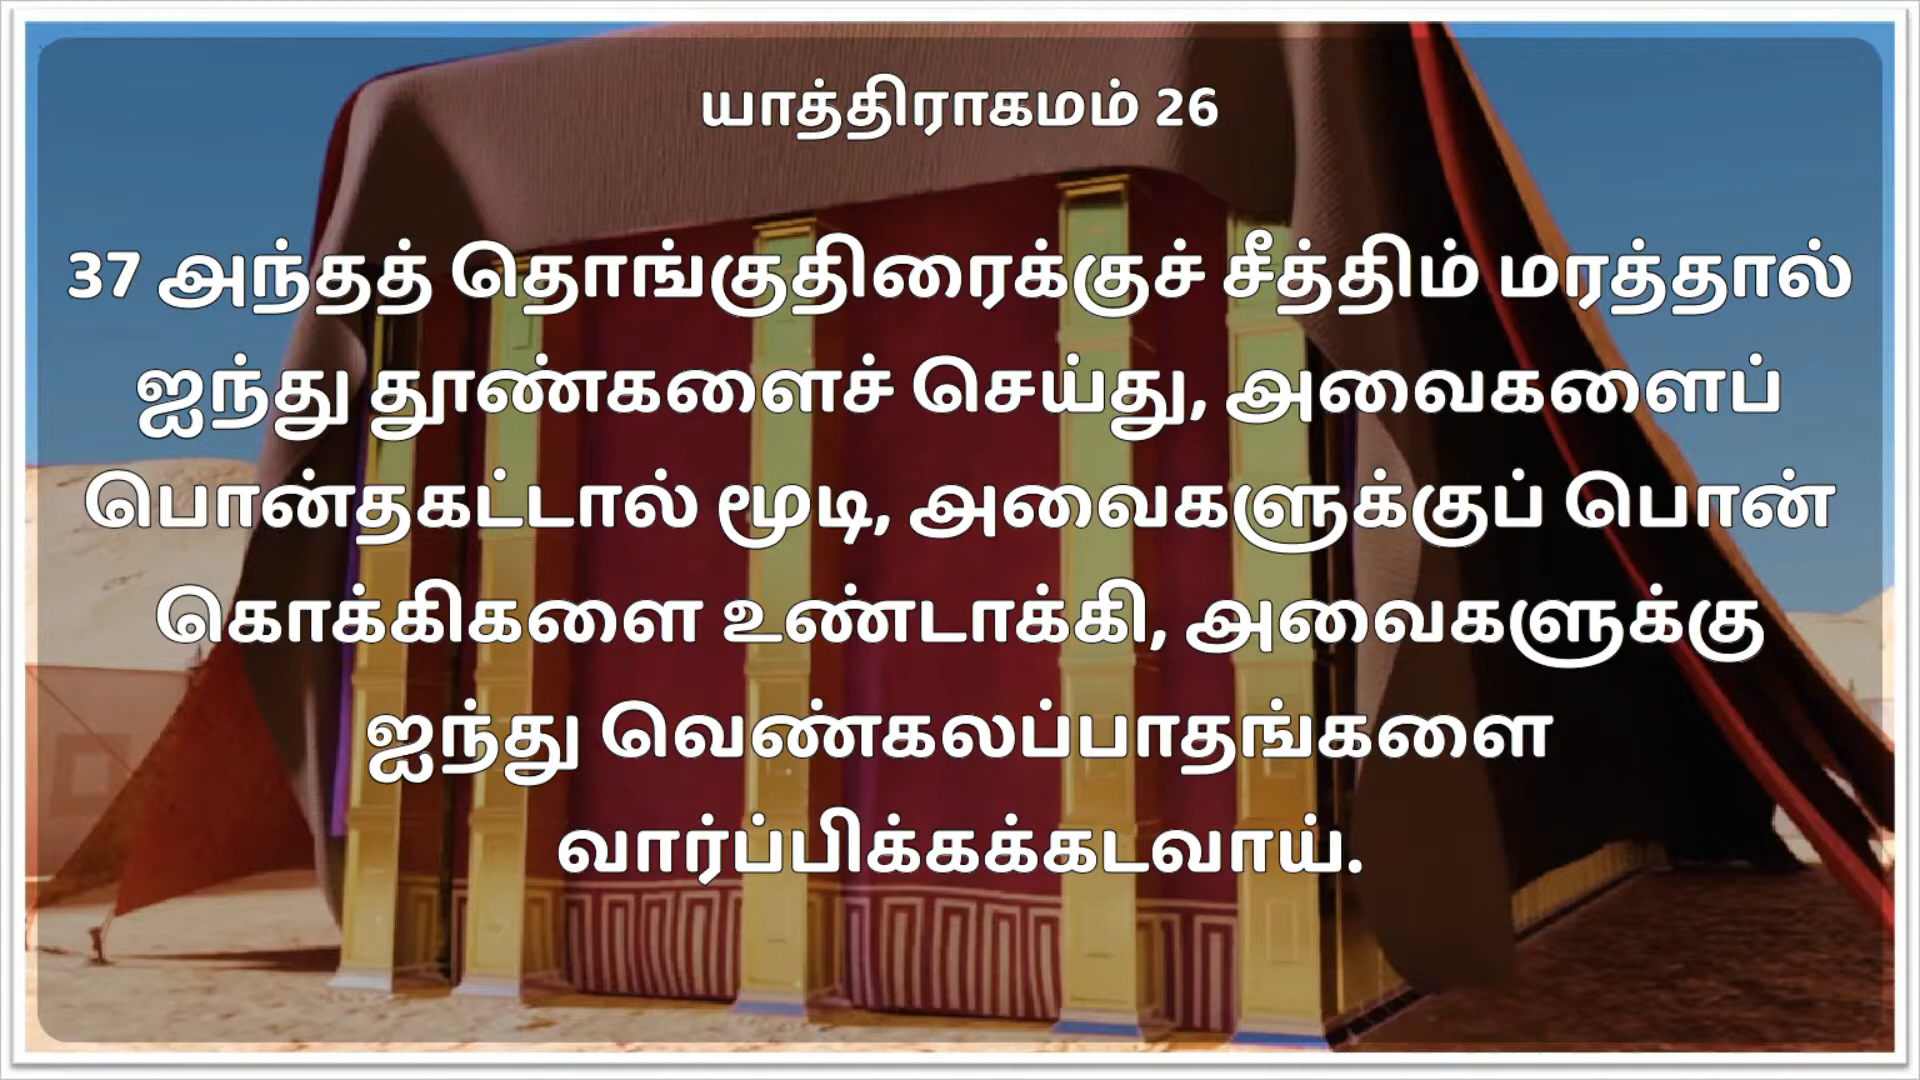 யாத்திராகமம் 26
37 அந்தத் தொங்குதிரைக்குச் சீத்திம் மரத்தால்
ஐந்து தூண்களைச் செய்து, அவைகளைப்
பொன்தகட்டால் மூடி, அவைகளுக்குப் பொன்
கொக்கிகளை உண்டாக்கி, அவைகளுக்கு
ஐந்து வெண்கலப்பாதங்களை
வார்ப்பிக்கக்கடவாய்.